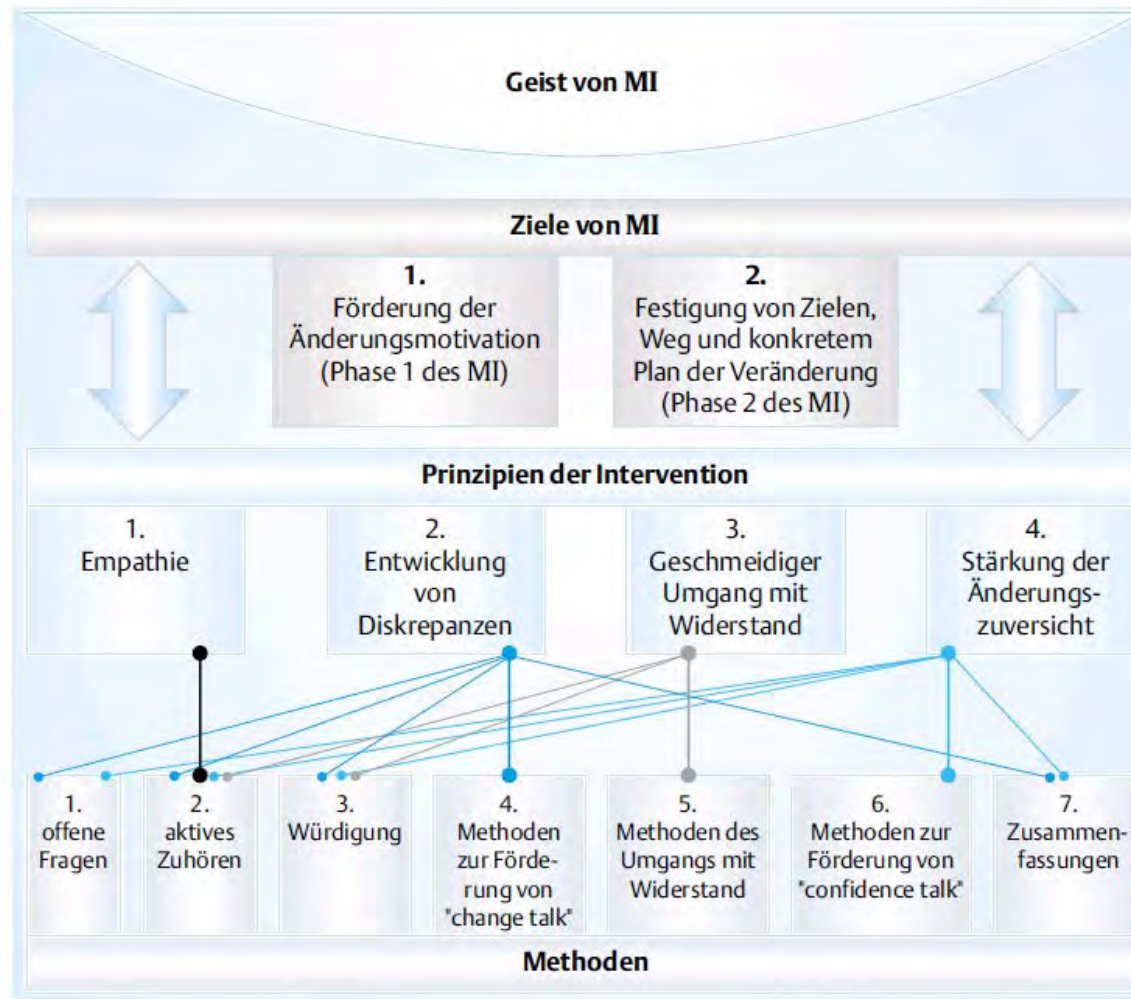 Geist von MI
Ziele von MI
1.
Förderung der
Änderungsmotivation
(Phase 1 des MI)
2.
Festigung von Zielen,
Weg und konkretem
Plan der Veränderung
(Phase 2 des MI)
Prinzipien der Intervention
1.
Empathie
2.
Entwicklung
von
Diskrepanzen
3.
Geschmeidiger
Umgang mit
Widerstand
4.
Stärkung der
Änderungs-
zuversicht
1.
offene
Fragen
2.
aktives
Zuhören
3.
Würdigung
4.
Methoden
zur Förde-
rung von
"change talk"
5.
Methoden des
Umgangs mit
Widerstand
6.
Methoden zur
Förderung von
"confidence talk"
7.
Zusammen-
fassungen
Methoden